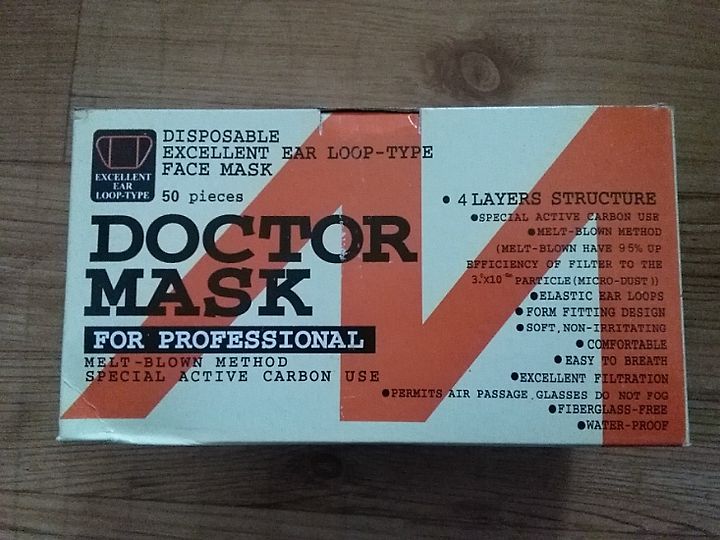 EXCELLENT
EAR
LOOP-TYPE
DISPOSABLE
EXCELLENT EAR LOOP-TYPE
FACE MASK
50 pieces
DOCTOR
MASK
FOR PROFESSIONAL
MELT-BLOWN METHOD
SPECIAL ACTIVE CARBON USE
• 4 LAYERS STRUCTURE
●SPECIAL ACTIVE CARBON USE
●MELT-BLOWN METHOD
(MELT-BLOWN HAVE 95% UP
EFFICIENCY OF FILTER TO THE
PARTICLE(MICRO-DUST))
●ELASTIC EAR LOOPS
●FORM FITTING DESIGN
●SOFT,NON-IRRITATING
●COMFORTABLE
●EASY TO BREATH
●EXCELLENT FILTRATION
●PERMITS AIR PASSAGE GLASSES DO NOT FOG
●FIBERGLASS-FREE
●WATER-PROOF